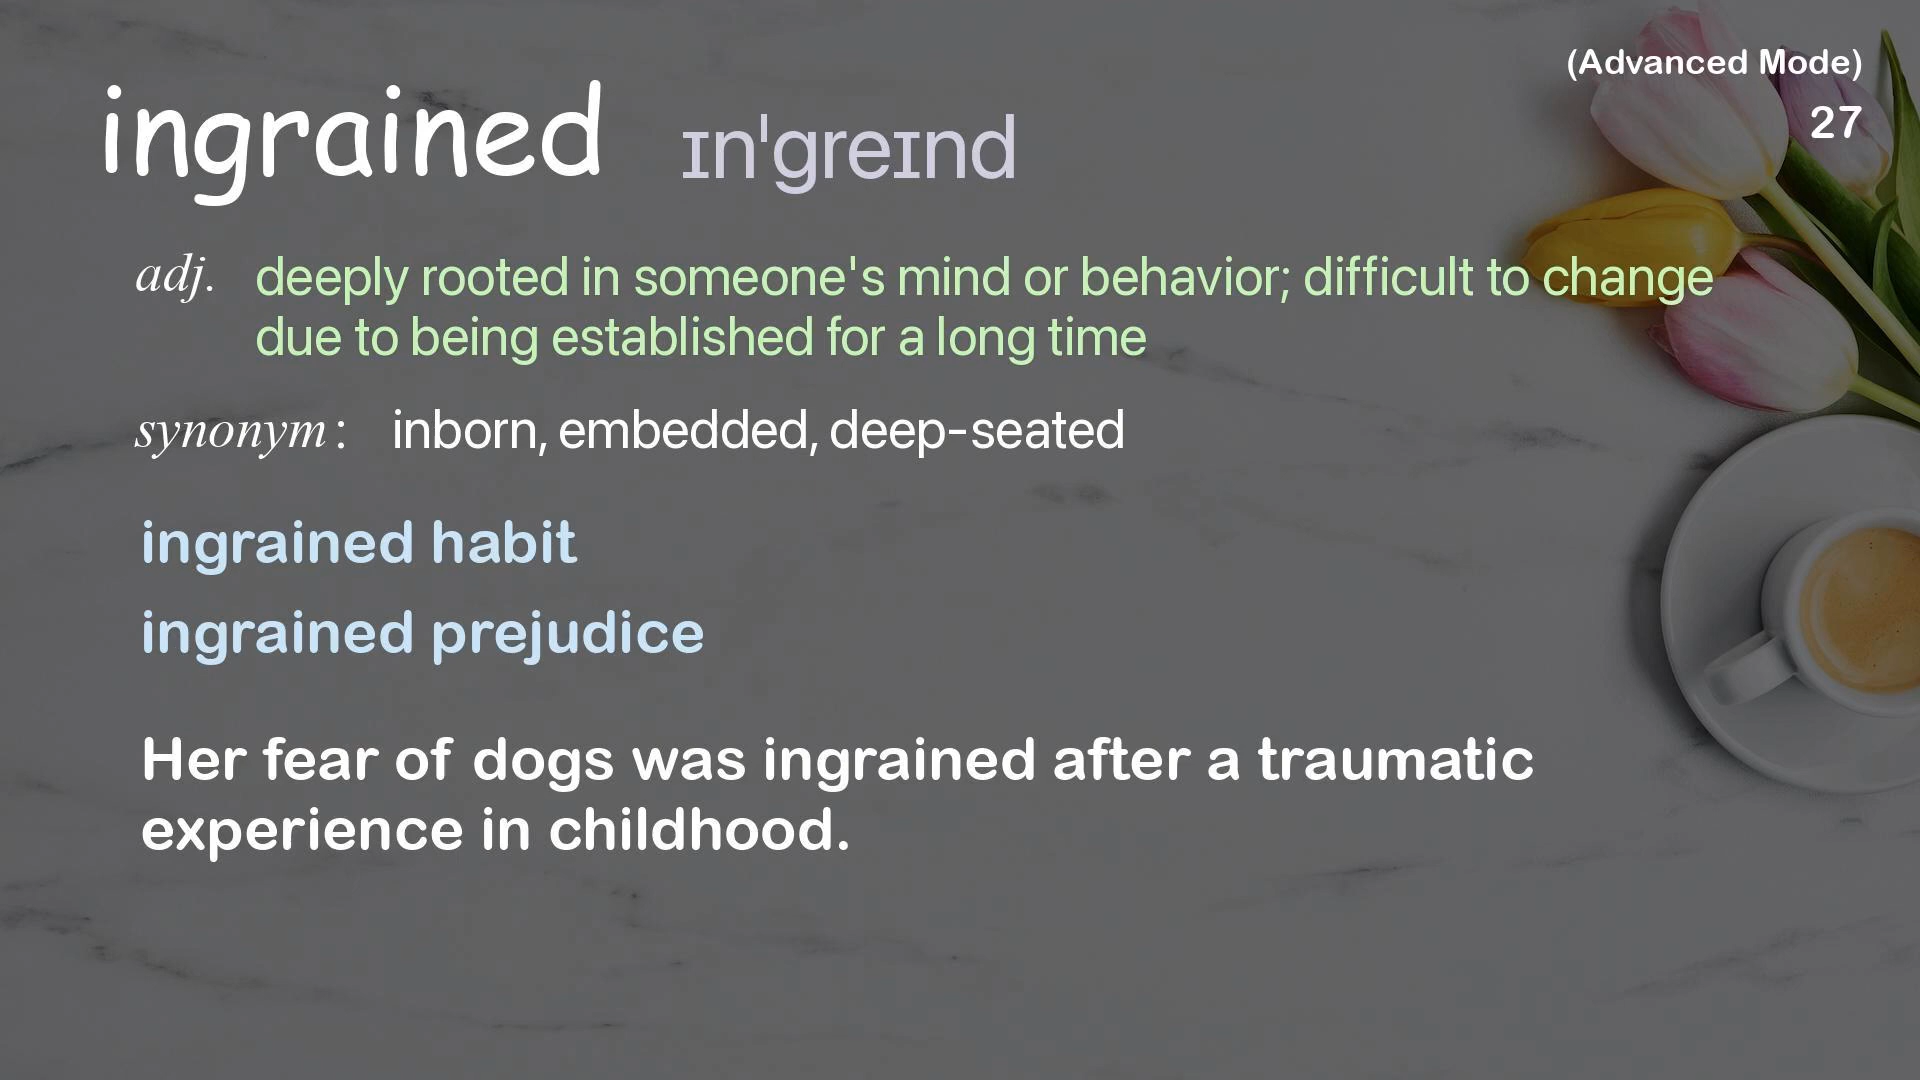 (Advanced Mode)
27
ingrained ɪn'greɪnd
adj. deeply rooted in someone's mind or behavior; difficult to change
due to being established for a long time
synonym: inborn, embedded, deep-seated
ingrained habit
ingrained prejudice
Her fear of dogs was ingrained after a traumatic
experience in childhood.